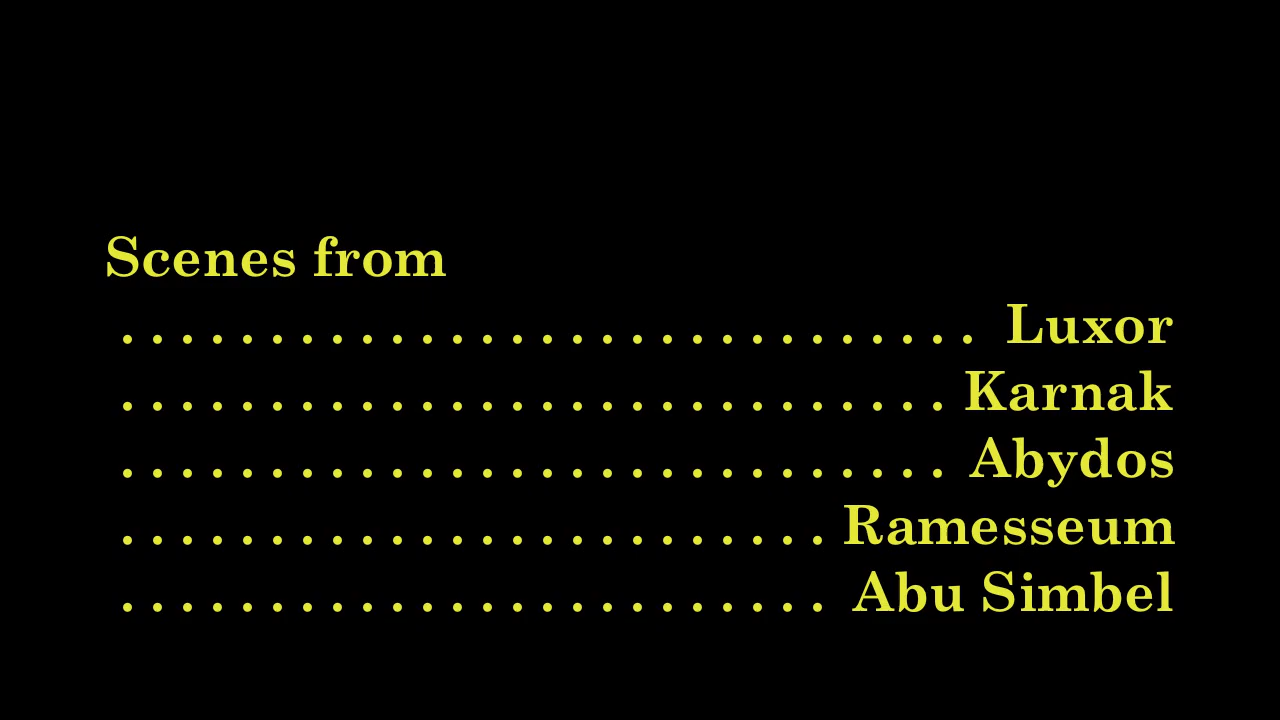 Scenes from
. . . . . . . . . . . . . . . . . . . . . . . . . . . . . Luxor
. . . . . . . . . . . . . . . . . . . . . . . . . . . . Karnak
. . . . . . . . . . . . . . . . . . . . . . . . . . . . Abydos
. . . . . . . . . . . . . . . . . . . . . . . . Ramesseum
. . . . . . . . . . . . . . . . . . . . . . . . Abu Simbel